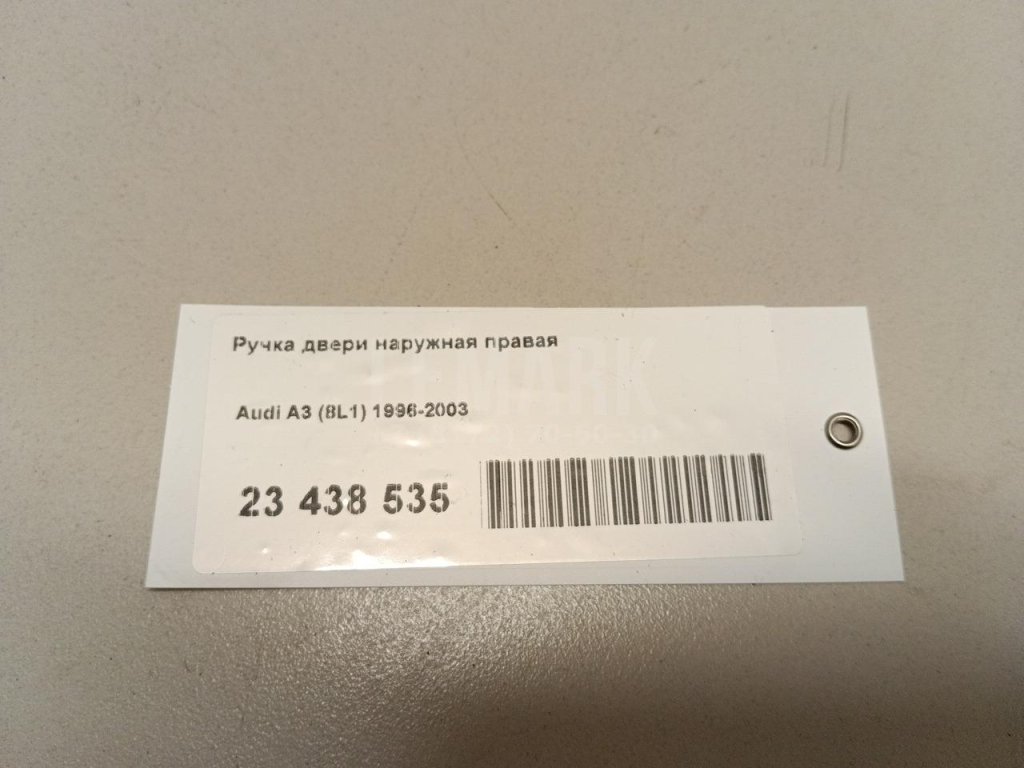 Ручка двери наружная правая
Audi A3 (8L1) 1996-2003
23 438 535